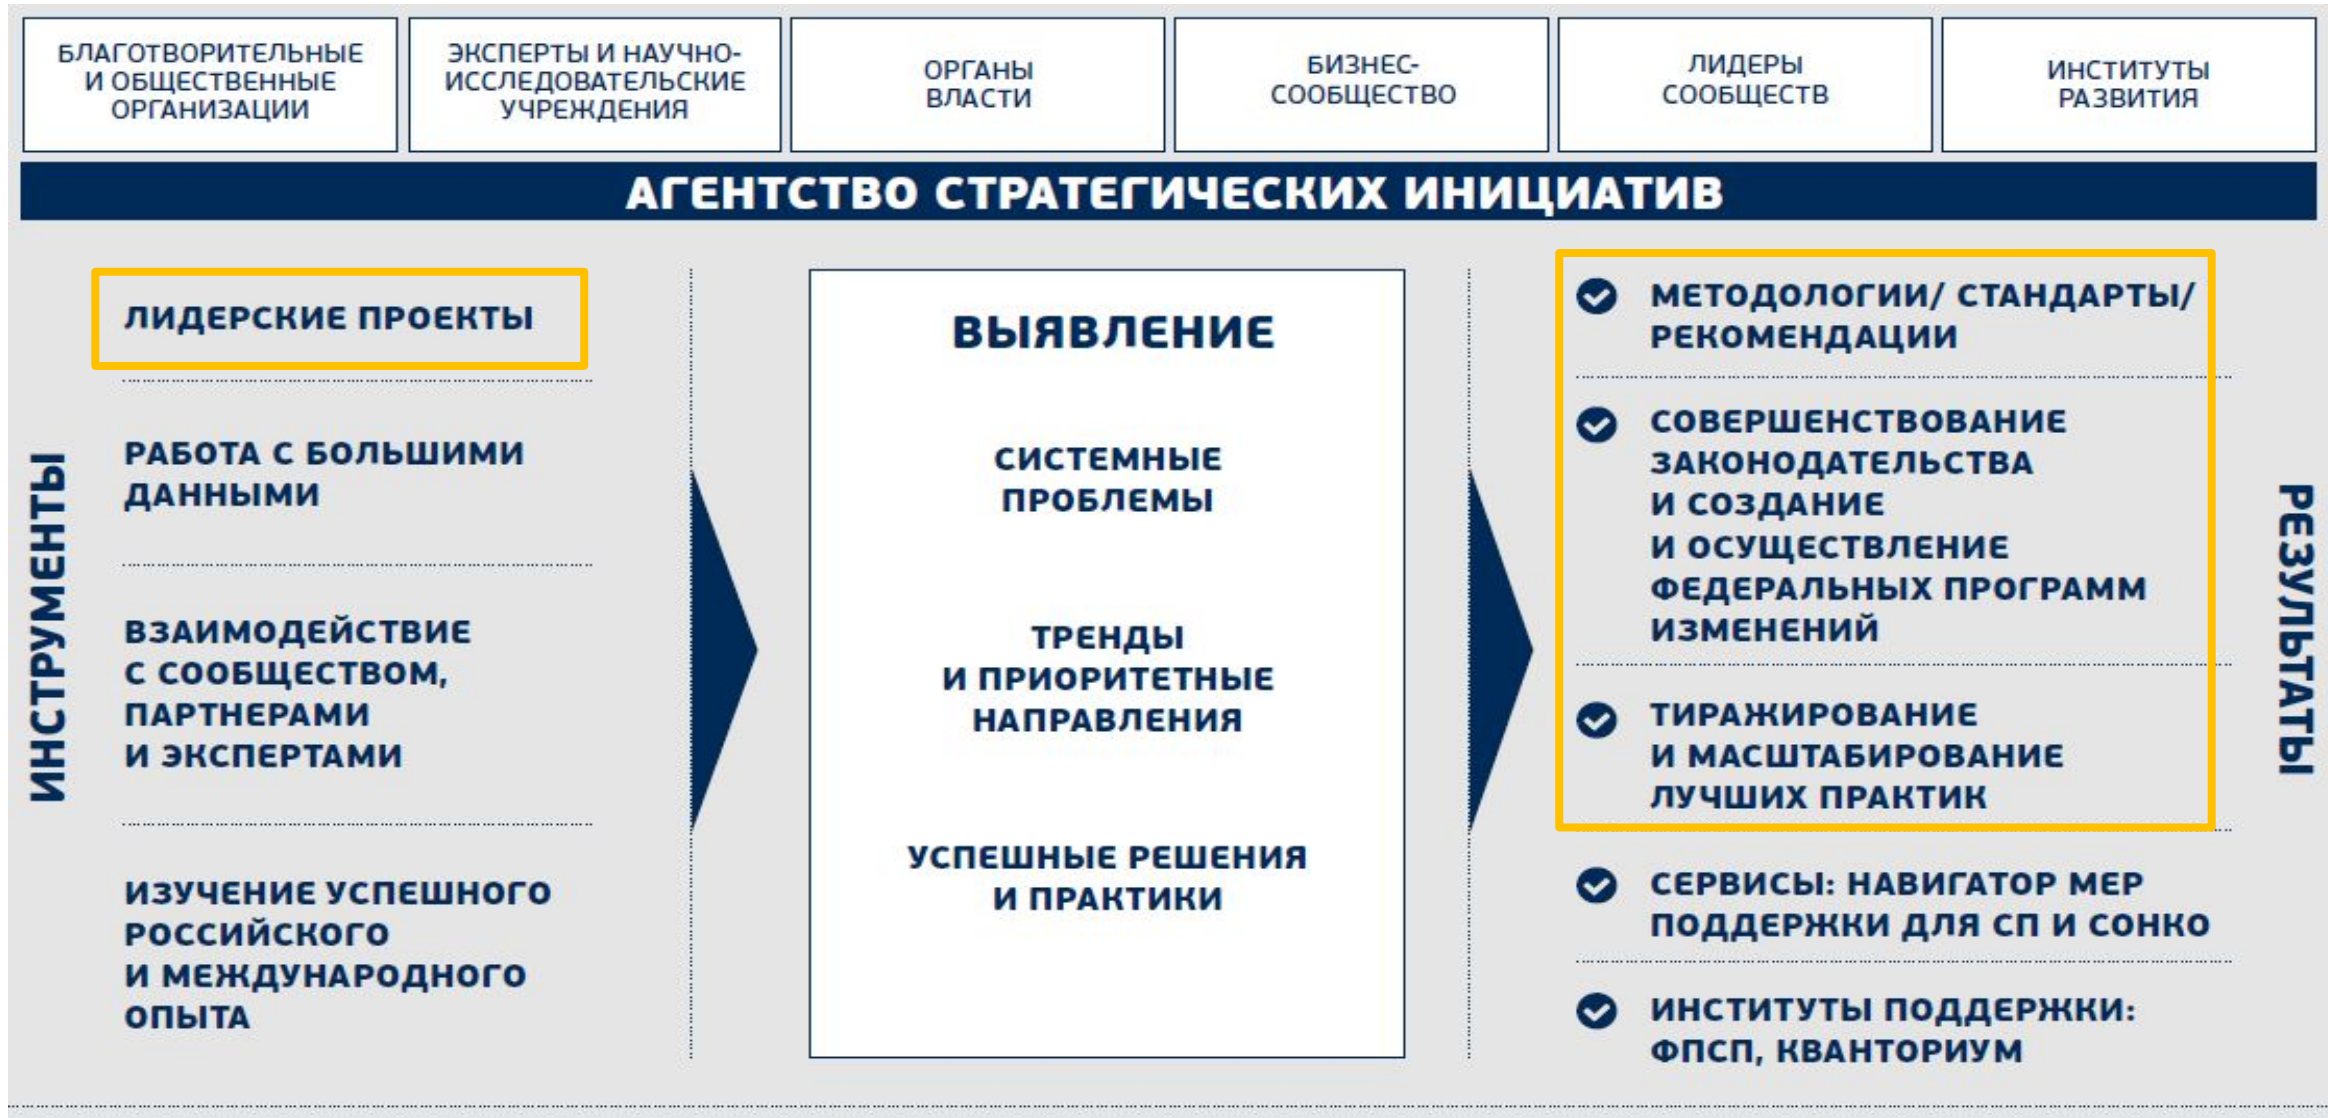 БЛАГОТВОРИТЕЛЬНЫЕ
И ОБЩЕСТВЕННЫЕ
ОРГАНИЗАЦИИ
ЭКСПЕРТЫ И НАУЧНО-
ИССЛЕДОВАТЕЛЬСКИЕ
УЧРЕЖДЕНИЯ
ОРГАНЫ
ВЛАСТИ
БИЗНЕС-
СООБЩЕСТВО
ЛИДЕРЫ
СООБЩЕСТВ
ИНСТИТУТЫ
РАЗВИТИЯ
АГЕНТСТВО СТРАТЕГИЧЕСКИХ ИНИЦИАТИВ
ИНСТРУМЕНТЫ
ЛИДЕРСКИЕ ПРОЕКТЫ
РАБОТА С БОЛЬШИМИ
ДАННЫМИ
ВЗАИМОДЕЙСТВИЕ
С СООБЩЕСТВОМ,
ПАРТНЕРАМИ
И ЭКСПЕРТАМИ
ИЗУЧЕНИЕ УСПЕШНОГО
РОССИЙСКОГО
И МЕЖДУНАРОДНОГО
ОПЫТА
ВЫЯВЛЕНИЕ
СИСТЕМНЫЕ
ПРОБЛЕМЫ
ТРЕНДЫ
И ПРИОРИТЕТНЫЕ
НАПРАВЛЕНИЯ
УСПЕШНЫЕ РЕШЕНИЯ
И ПРАКТИКИ
МЕТОДОЛОГИИ/ СТАНДАРТЫ/
РЕКОМЕНДАЦИИ
СОВЕРШЕНСТВОВАНИЕ
ЗАКОНОДАТЕЛЬСТВА
И СОЗДАНИЕ
И ОСУЩЕСТВЛЕНИЕ
ФЕДЕРАЛЬНЫХ ПРОГРАММ
ИЗМЕНЕНИЙ
ТИРАЖИРОВАНИЕ
И МАСШТАБИРОВАНИЕ
ЛУЧШИХ ПРАКТИК
СЕРВИСЫ: НАВИГАТОР МЕР
ПОДДЕРЖКИ ДЛЯ СП И СОНКО
ИНСТИТУТЫ ПОДДЕРЖКИ:
ФПСП, КВАНТОРИУМ
РЕЗУЛЬТАТЫ